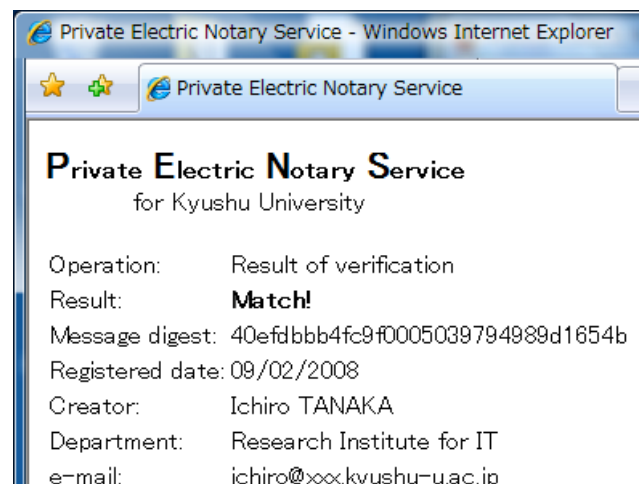 Private Electric Notary Service - Windows Internet Explorer
Private Electric Notary Service
Private Electric Notary Service
for Kyushu University
Operation: Result of verification
Result: Match!
Message digest: 40efdbbb4fc9f0005039794989d1654b
Registered date: 09/02/2008
Creator: Ichiro TANAKA
Department: Research Institute for IT
e-mail: ichiro@xxx.kyushu-u.ac.jp